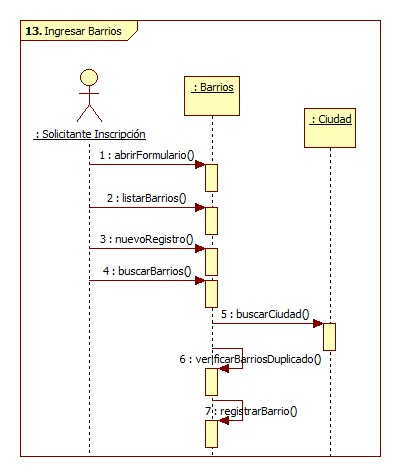 13. Ingresar Barrios
: Barrios
: Ciudad
: Solicitante Inscripción
1 : abrirFormulario()
2 : listarBarrios()
3 : nuevoRegistro()
4 : buscarBarrios()
5 : buscarCiudad()
6 : verificarBarriosDuplicado()
7 : registrarBarrio()